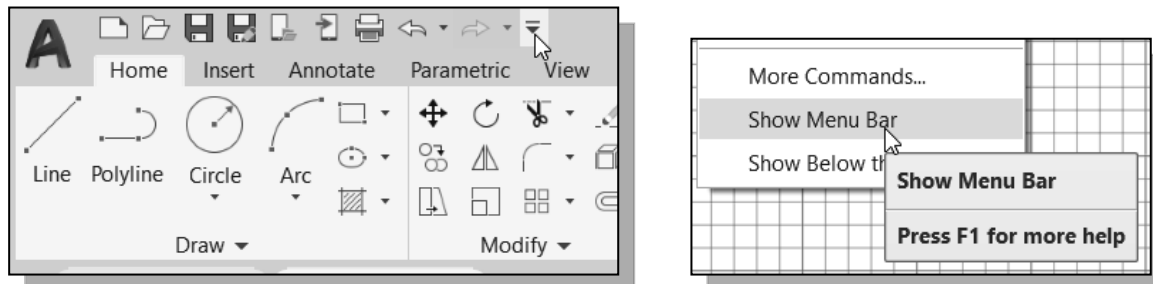 Home Insert Annotate Parametric View
Line Polyline Circle Arc
Draw
Modify
More Commands...
Show Menu Bar
Show Below th
Show Menu Bar
Press F1 for more help